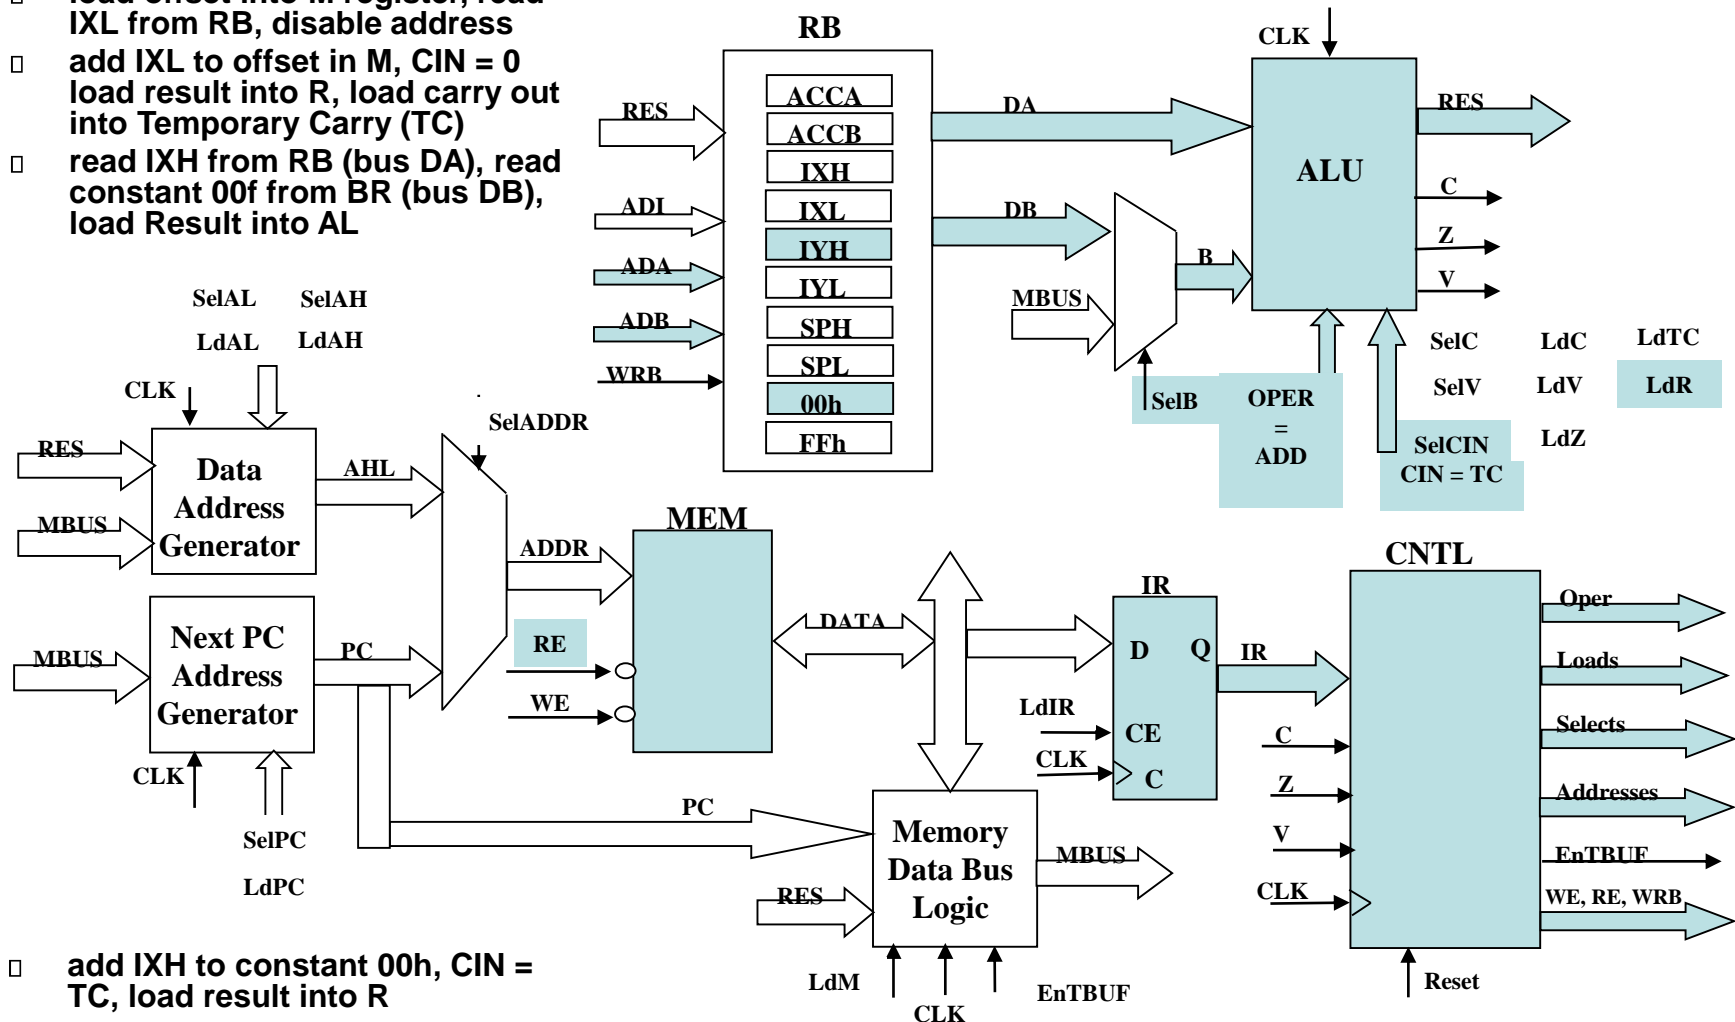 load offset into M register, read
IXL from RB, disable address
add IXL to offset in M, CIN = 0
load result into R, load carry out
into Temporary Carry (TC)
read IXH from RB (bus DA), read
constant 00f from BR (bus DB),
load Result into AL
RB
ACCA
ACCB
IXH
IXL
IYH
IYL
SPH
SPL
00h
FFh
RES
ADI
ADA
ADB
WRB
DA
DB
MBUS
B
SelB
CLK
ALU
RES
C
Z
V
OPER
=
ADD
SelCIN
CIN = TC
SelC
LdC
LdTC
SelV
LdV
LdR
LdZ
SelAL
SelAH
LdAL
LdAH
CLK
RES
MBUS
Data
Address
Generator
AHL
SelADDR
ADDR
MBUS
Next PC
Address
Generator
PC
CLK
SelPC
LdPC
MEM
RE
WE
DATA
PC
RES
Memory
Data Bus
Logic
MBUS
LdM
CLK
EnTBUF
IR
D
Q
CE
C
LdIR
CLK
IR
CNTL
C
Z
V
CLK
Reset
Oper
Loads
Selects
Addresses
EnTBUF
WE, RE, WRB
add IXH to constant 00h, CIN =
TC, load result into R